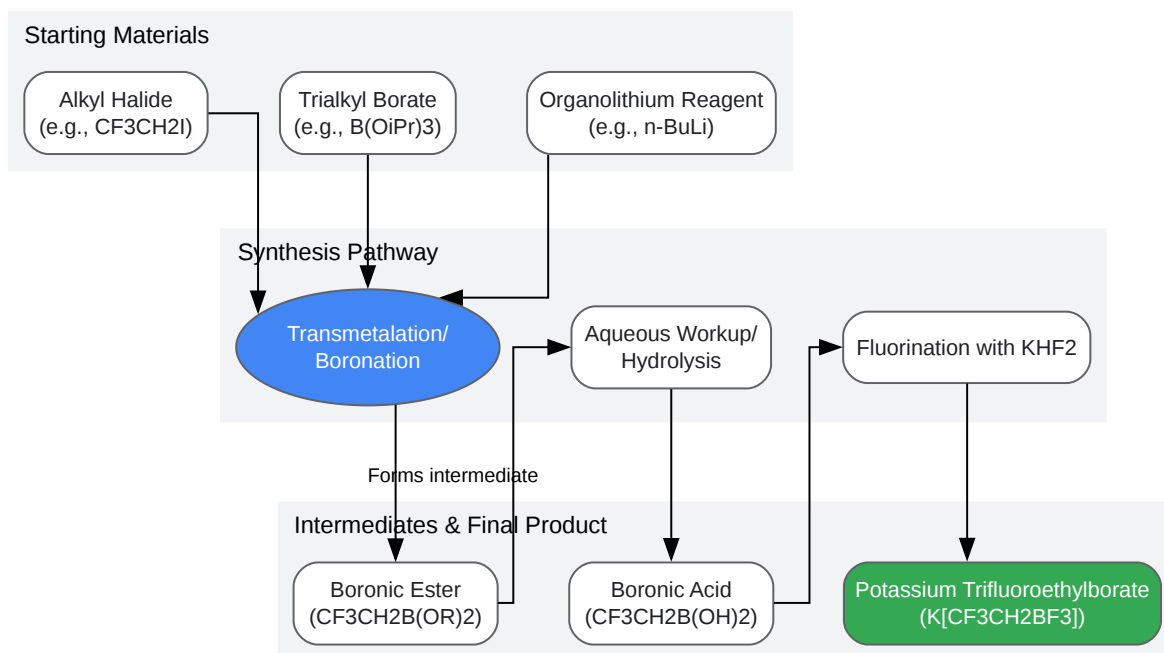 Starting Materials
Alkyl Halide
(e.g., CF3CH2I)
Trialkyl Borate
(e.g., B(OiPr)3)
Organolithium Reagent
(e.g., n-BuLi)
Synthesis Pathway
Transmetalation/
Boronation
Aqueous Workup/
Hydrolysis
Fluorination with KHF2
Forms intermediate
Intermediates & Final Product
Boronic Ester
(CF3CH2B(OR)2)
Boronic Acid
(CF3CH2B(OH)2)
Potassium Trifluoroethylborate
(K[CF3CH2BF3])